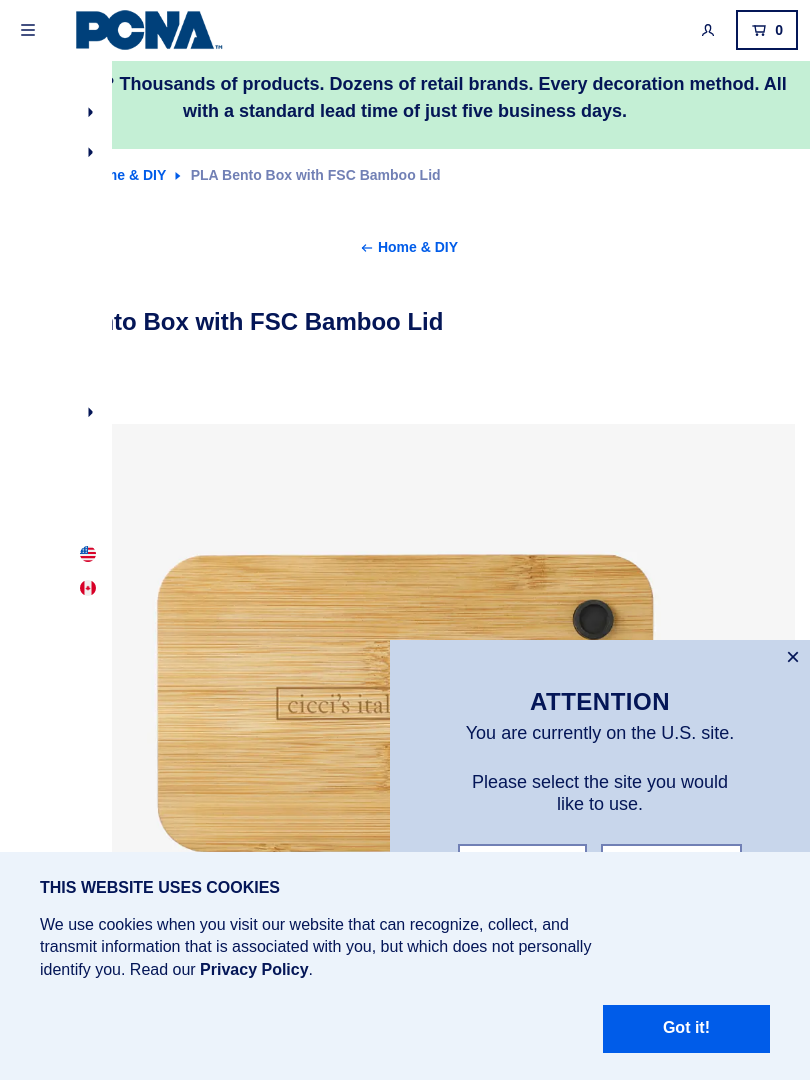 PCNA™
0
? Thousands of products. Dozens of retail brands. Every decoration method. All
with a standard lead time of just five business days.
me & DIY
PLA Bento Box with FSC Bamboo Lid
Home & DIY
nto Box with FSC Bamboo Lid
cicci's ital
ATTENTION
You are currently on the U.S. site.
Please select the site you would
like to use.
THIS WEBSITE USES COOKIES
We use cookies when you visit our website that can recognize, collect, and
transmit information that is associated with you, but which does not personally
identify you. Read our Privacy Policy.
Got it!